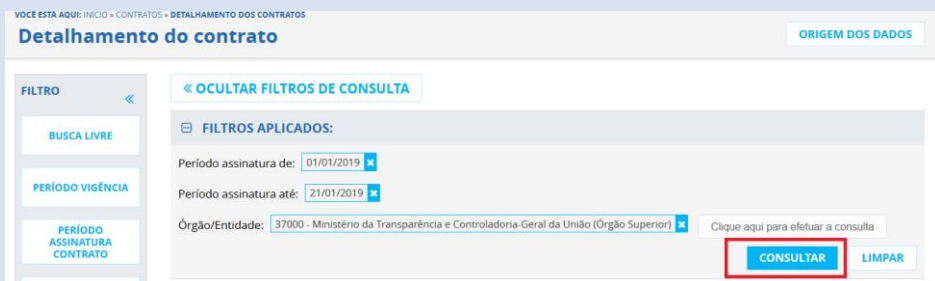 VOCÊ ESTÁ AQUI: INÍCIO » CONTRATOS » DETALHAMENTO DOS CONTRATOS
Detalhamento do contrato
ORIGEM DOS DADOS
FILTRO
«
BUSCA LIVRE
PERÍODO VIGÊNCIA
PERÍODO
ASSINATURA
CONTRATO
« OCULTAR FILTROS DE CONSULTA
FILTROS APLICADOS:
Período assinatura de: 01/01/2019 x
Período assinatura até: 21/01/2019 x
Órgão/Entidade: 37000 - Ministério da Transparência e Controladoria-Geral da União (Órgão Superior) x
Clique aqui para efetuar a consulta
CONSULTAR
LIMPAR